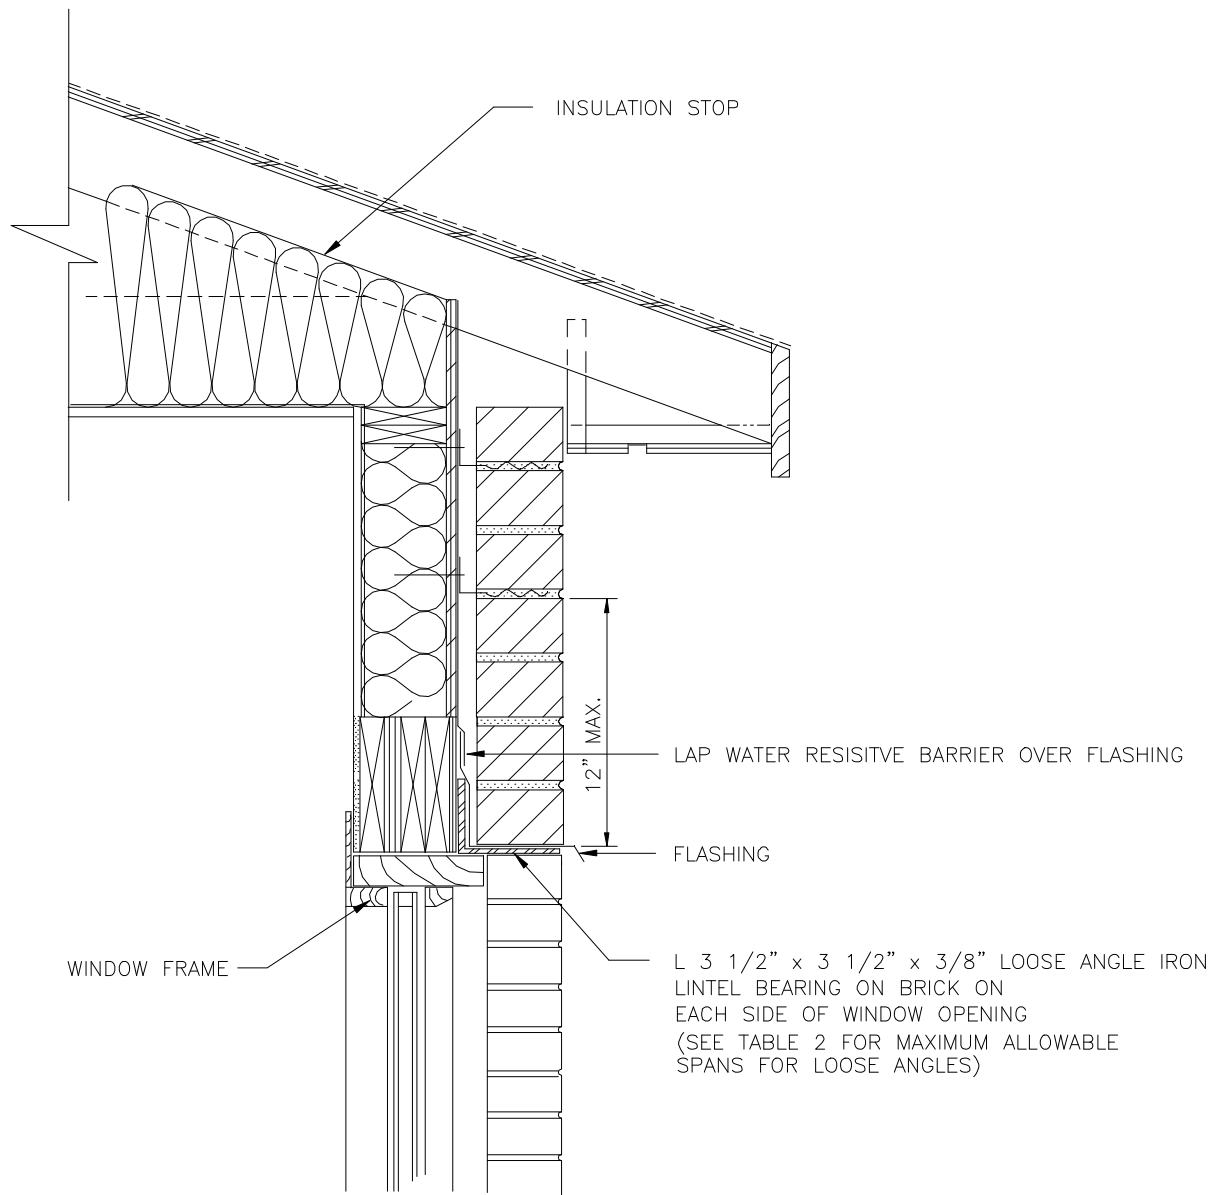 INSULATION STOP
12” MAX.
LAP WATER RESISITVE BARRIER OVER FLASHING
FLASHING
WINDOW FRAME
L 3 1/2” x 3 1/2” x 3/8” LOOSE ANGLE IRON
LINTEL BEARING ON BRICK ON
EACH SIDE OF WINDOW OPENING
(SEE TABLE 2 FOR MAXIMUM ALLOWABLE
SPANS FOR LOOSE ANGLES)